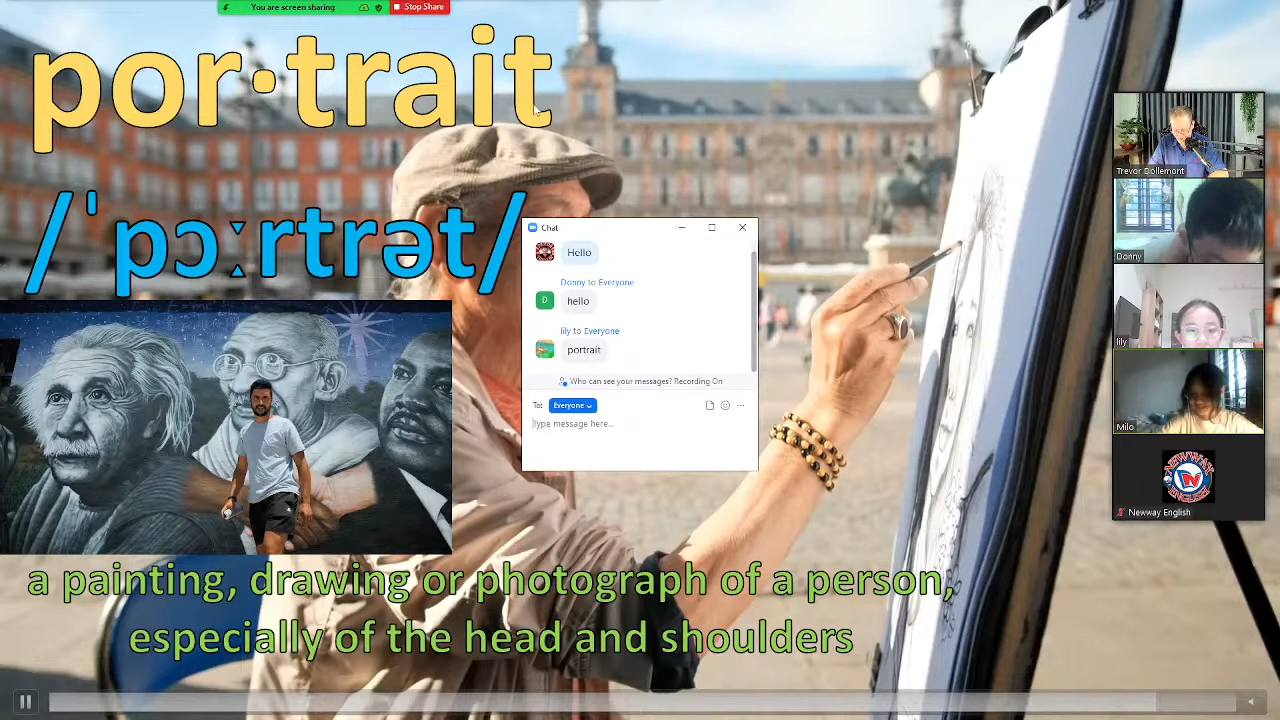 You are screen sharing
Stop Share
por·trait
/ˈpɔːrtrət/
Chat
Hello
Donny to Everyone
D
hello
lily to Everyone
portrait
Who can see your messages? Recording On
To: Everyone
Type message here...
a painting, drawing or photograph of a person,
especially of the head and shoulders
Trevor Dollemont
Donny
lily
Milo
NEWWAY
N
ENGLISH
Newway English